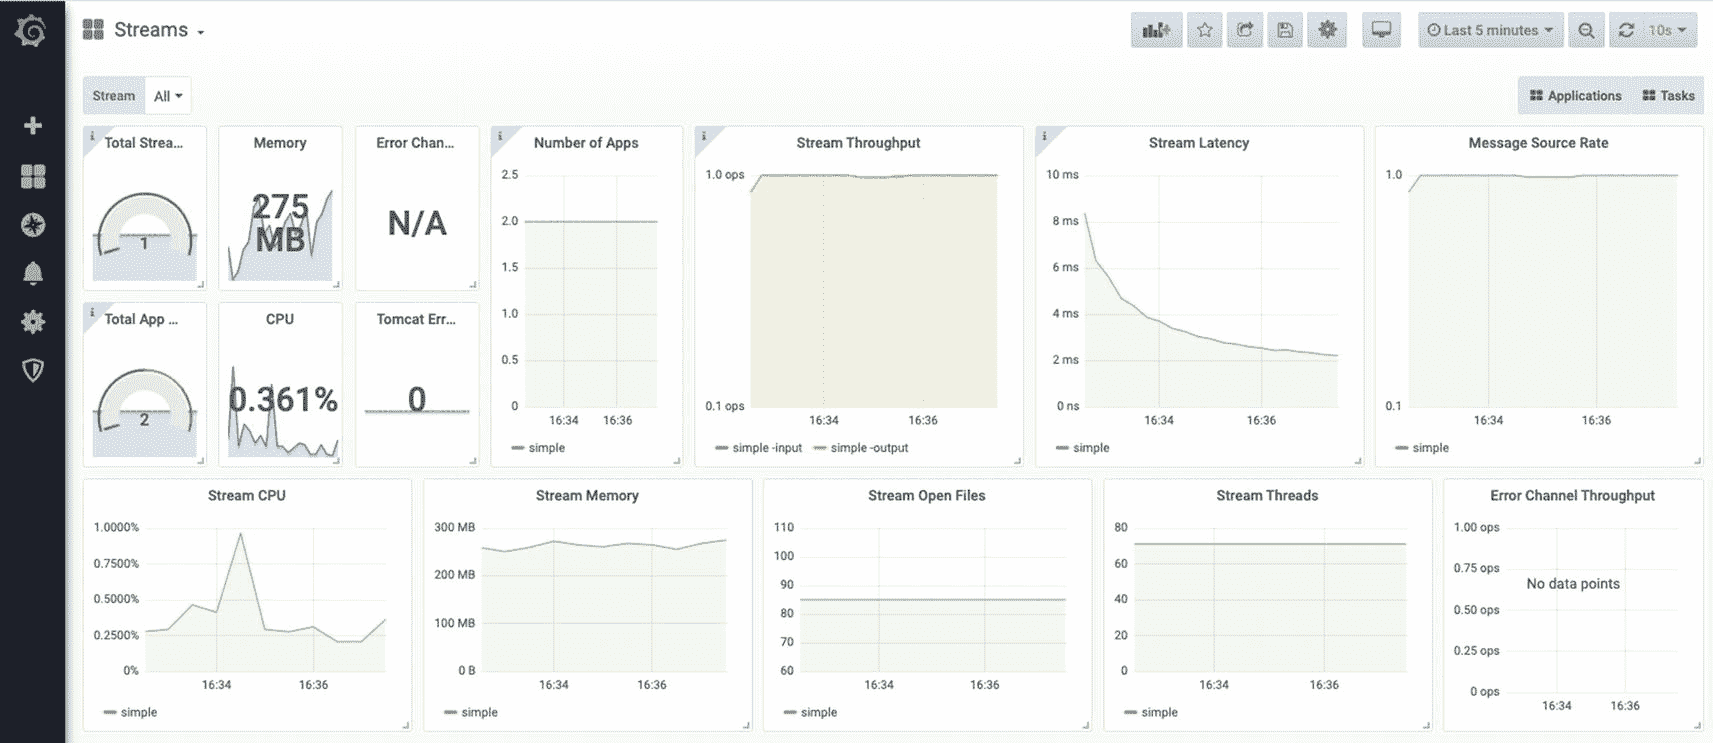 Streams
Last 5 minutes
10s
Stream All
Applications
Tasks
i
Total Strea...
1
Memory
275
MB
Error Chan...
N/A
i
Total App ...
2
CPU
0.361%
Tomcat Err...
0
i
Number of Apps
2.5
2.0
1.5
1.0
0.5
0
16:34 16:36
simple
i
Stream Throughput
1.0 ops
0.1 ops
16:34 16:36
simple -input simple -output
i
Stream Latency
10 ms
8 ms
6 ms
4 ms
2 ms
0 ns
16:34 16:36
simple
Message Source Rate
1.0
0.1
16:34 16:36
simple
Stream CPU
1.0000%
0.7500%
0.5000%
0.2500%
0%
16:34 16:36
simple
Stream Memory
300 MB
200 MB
100 MB
0 B
16:34 16:36
simple
Stream Open Files
110
100
90
80
70
60
16:34 16:36
simple
Stream Threads
80
60
40
20
0
16:34 16:36
simple
Error Channel Throughput
1.00 ops
0.75 ops
No data points
0.50 ops
0.25 ops
0 ops
16:34 16:36